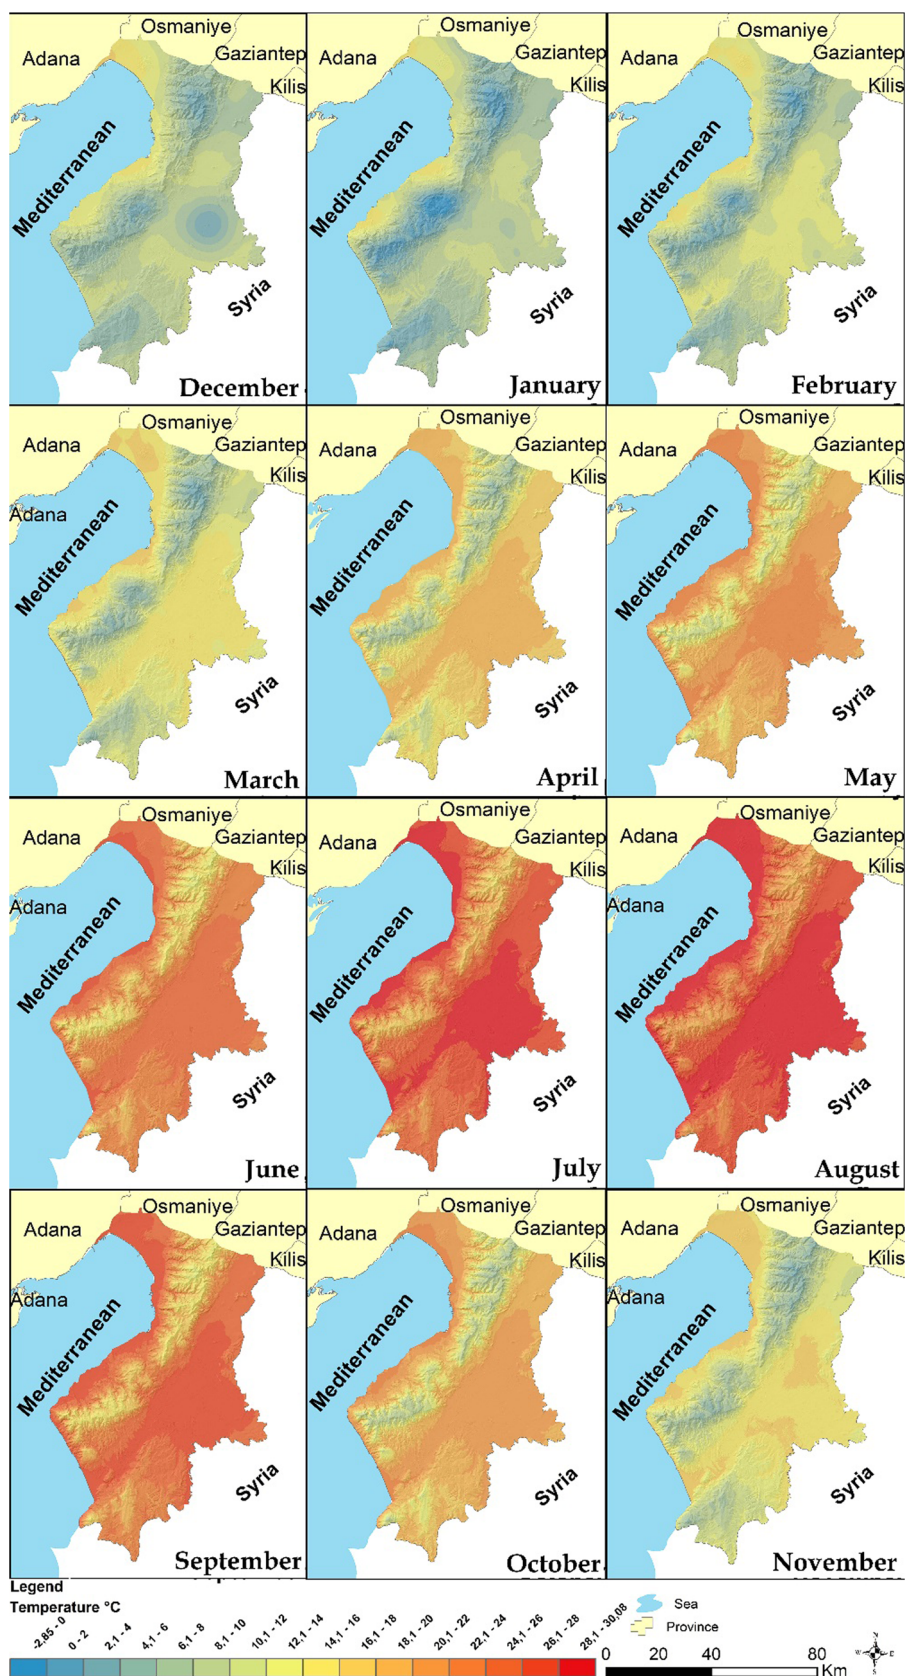 Osmaniye
Adana
Gaziantep
Kilis
Mediterranean
Syria
December
Osmaniye
Adana
Gaziantep
Kilis
Mediterranean
Syria
January
Osmaniye
Adana
Gaziantep
Kilis
Mediterranean
Syria
February
Osmaniye
Adana
Gaziantep
Kilis
Adana
Mediterranean
Syria
March
Osmaniye
Adana
Gaziantep
Kilis
Mediterranean
Syria
April
Osmaniye
Adana
Gaziantep
Kilis
Mediterranean
Syria
May
Osmaniye
Adana
Gaziantep
Kilis
Adana
Mediterranean
Syria
June
Osmaniye
Adana
Gaziantep
Kilis
Mediterranean
Syria
July
Osmaniye
Adana
Gaziantep
Kilis
Adana
Mediterranean
Syria
August
Osmaniye
Adana
Gaziantep
Kilis
Adana
Mediterranean
Syria
September
Osmaniye
Adana
Gaziantep
Kilis
Mediterranean
Syria
October
Osmaniye
Adana
Gaziantep
Kilis
Adana
Mediterranean
Syria
November
Legend
Temperature °C
-2,85 - 0
0 - 2
2,1 - 4
4,1 - 6
6,1 - 8
8,1 - 10
10,1 - 12
12,1 - 14
14,1 - 16
16,1 - 18
18,1 - 20
20,1 - 22
22,1 - 24
24,1 - 26
26,1 - 28
28,1 - 30,08
Sea
Province
0 20 40 80
Km
N
W E
S